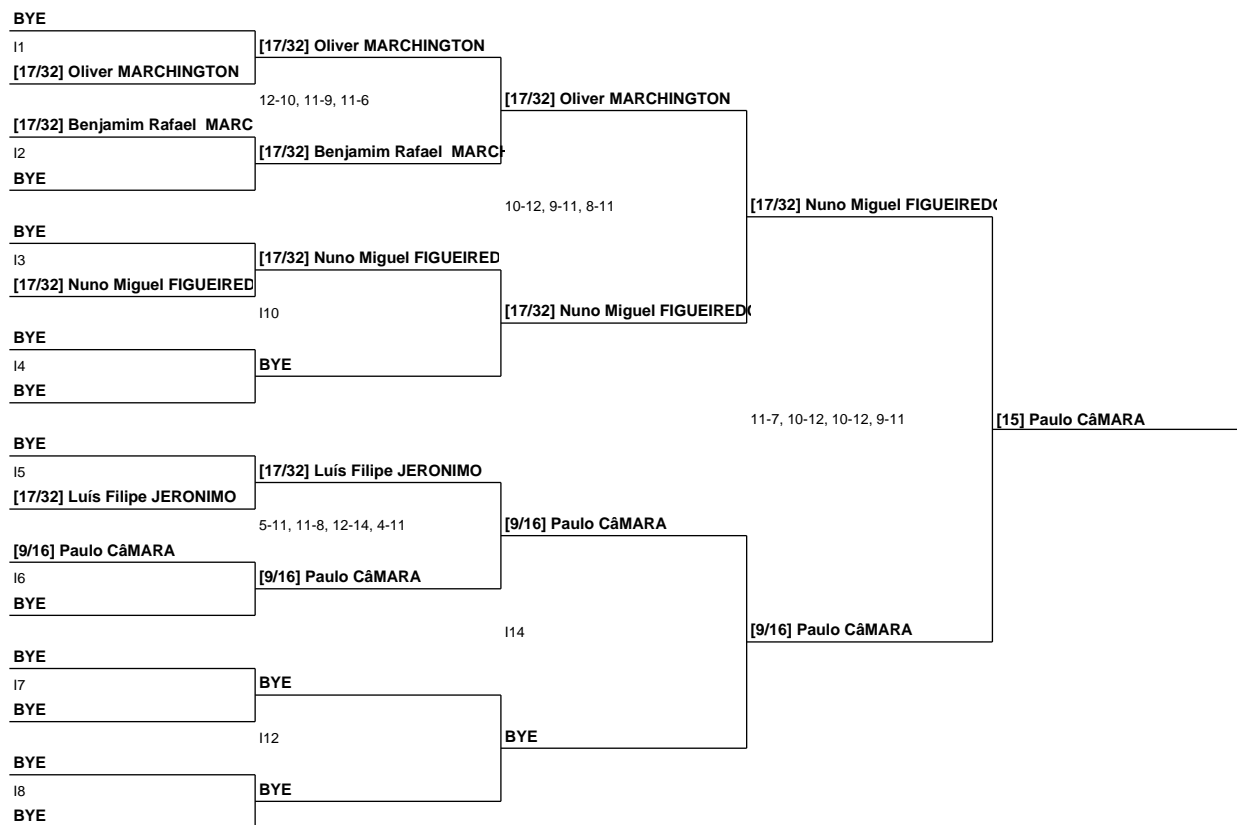 BYE
I1
[17/32] Oliver MARCHINGTON
[17/32] Benjamim Rafael MARC
I2
BYE
BYE
I3
[17/32] Nuno Miguel FIGUEIRED
BYE
I4
BYE
BYE
I5
[17/32] Luís Filipe JERONIMO
[9/16] Paulo CâMARA
I6
BYE
BYE
I7
BYE
BYE
I8
BYE
[17/32] Oliver MARCHINGTON
12-10, 11-9, 11-6
[17/32] Benjamim Rafael MARCH
[17/32] Nuno Miguel FIGUEIRED
I10
BYE
[17/32] Luís Filipe JERONIMO
5-11, 11-8, 12-14, 4-11
[9/16] Paulo CâMARA
BYE
I12
BYE
[17/32] Oliver MARCHINGTON
10-12, 9-11, 8-11
[17/32] Nuno Miguel FIGUEIREDO
[9/16] Paulo CâMARA
I14
BYE
[17/32] Nuno Miguel FIGUEIREDO
11-7, 10-12, 10-12, 9-11
[9/16] Paulo CâMARA
[15] Paulo CâMARA